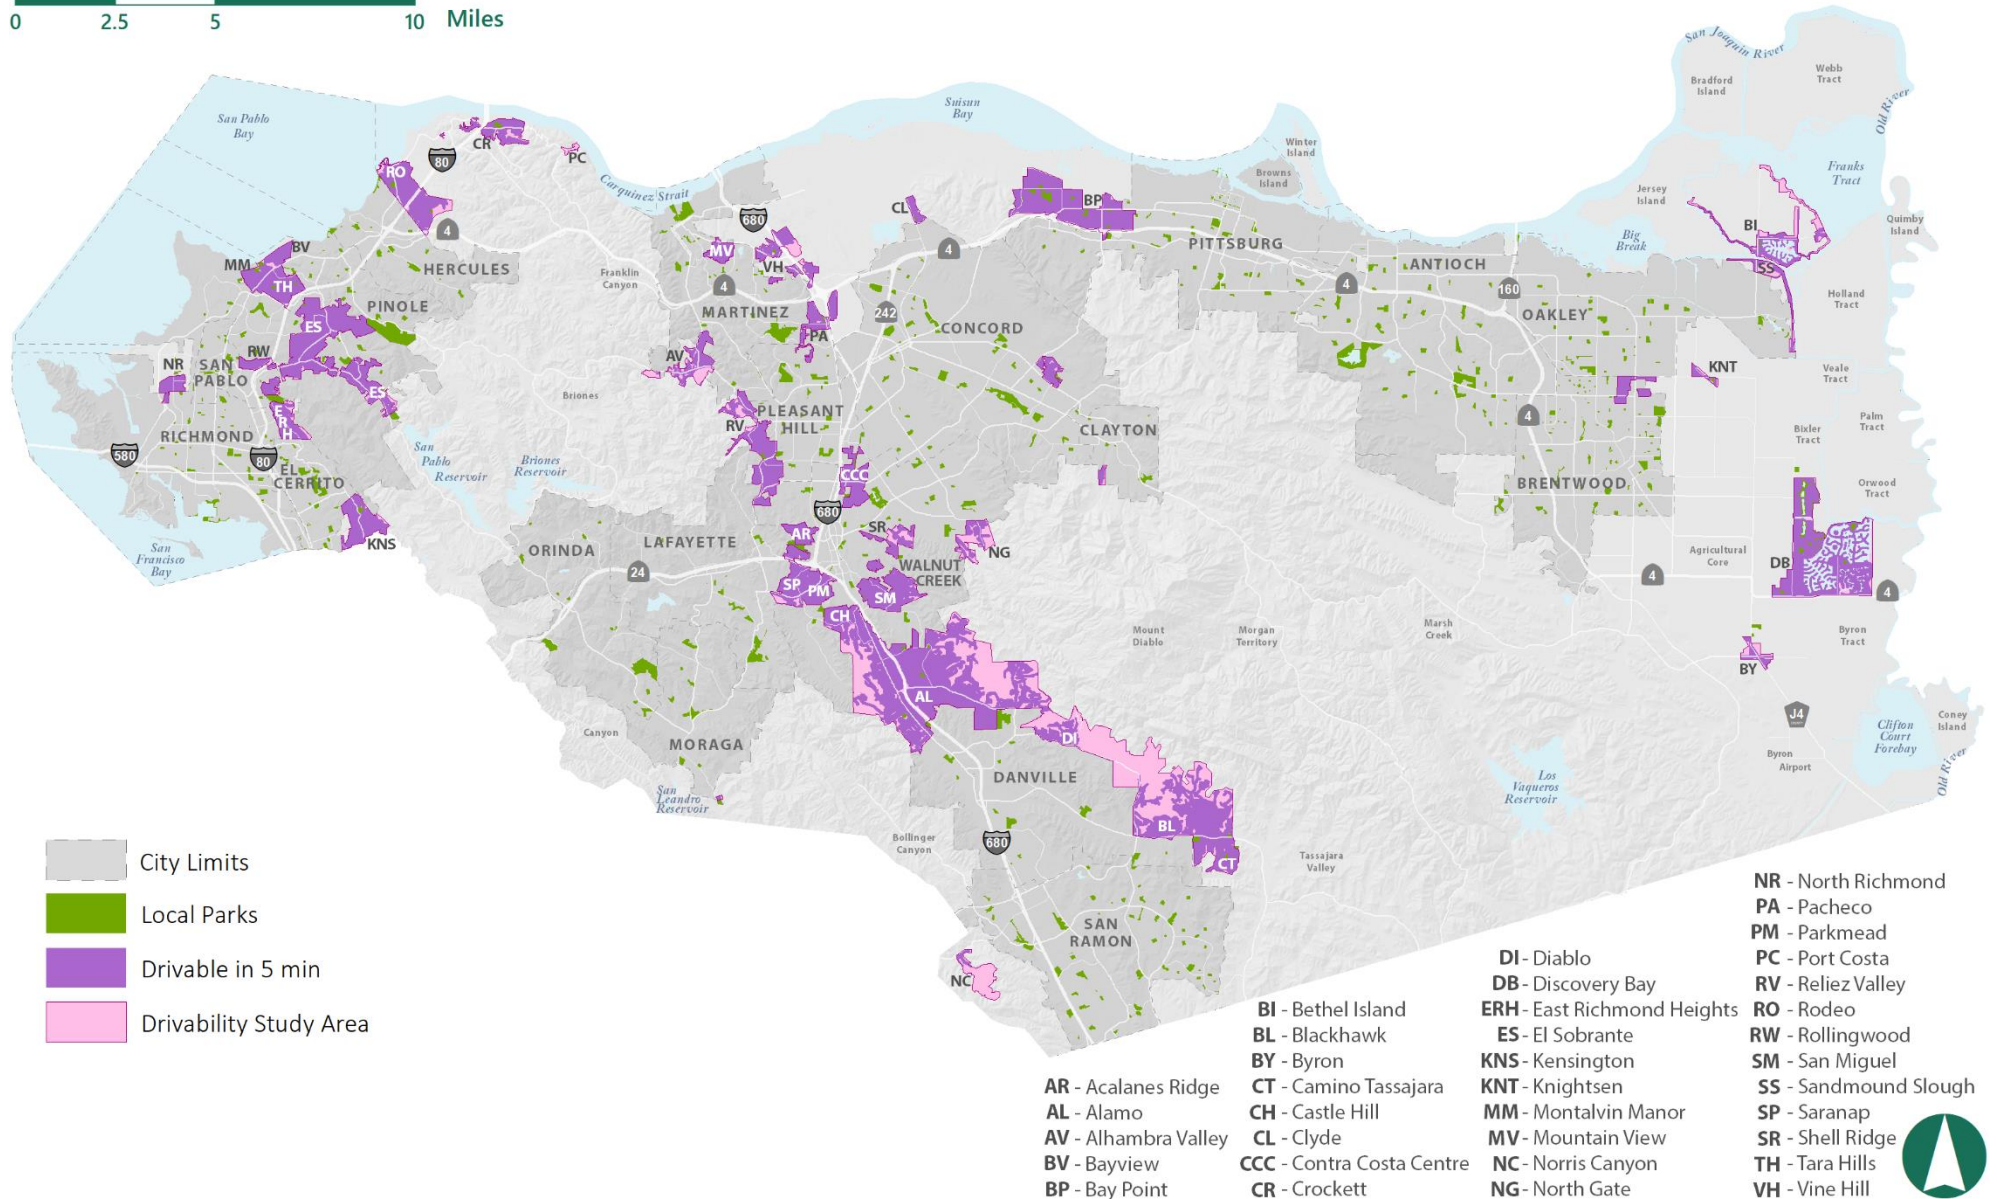 0 2.5 5 10 Miles
San Joaquin River
Bradford
Island
Webb
Tract
Old River
San Pablo
Bay
Suisun
Bay
CR
80
PC
RO
Carquinez Strait
Winter
Island
Browns
Island
Franks
Tract
Jersey
Island
Quimby
Island
CL
BP
680
4
MV
VH
4
BI
Big
Break
SS
BV
MM
TH
HERCULES
Franklin
Canyon
4
PITTSBURG
ANTIOCH
4
160
Holland
Tract
PINOLE
ES
MARTINEZ
242
CONCORD
OAKLEY
PA
AV
RW
NR
SAN
PABLO
ES
KNT
Veale
Tract
Briones
E
R
H
PLEASANT
HILL
RV
CLAYTON
4
Palm
Tract
Bixler
Tract
RICHMOND
580
80
EL
CERRITO
San
Pablo
Reservoir
Briones
Reservoir
CCC
BRENTWOOD
Orwood
Tract
680
KNS
San
Francisco
Bay
ORINDA
LAFAYETTE
AR
SR
NG
WALNUT
CREEK
24
SP
PM
SM
Agricultural
Core
DB
4
4
CH
Mount
Diablo
Morgan
Territory
Marsh
Creek
Byron
Tract
BY
AL
J4
Canyon
MORAGA
DI
Clifton
Court
Forebay
Coney
Island
Old River
Byron
Airport
DANVILLE
San
Leandro
Reservoir
Los
Vaqueros
Reservoir
BL
Bollinger
Canyon
680
CT
Tassajara
Valley
SAN
RAMON
NC
City Limits
Local Parks
Drivable in 5 min
Drivability Study Area
AR - Acalanes Ridge
AL - Alamo
AV - Alhambra Valley
BV - Bayview
BP - Bay Point
BI - Bethel Island
BL - Blackhawk
BY - Byron
CT - Camino Tassajara
CH - Castle Hill
CL - Clyde
CCC - Contra Costa Centre
CR - Crockett
DI - Diablo
DB - Discovery Bay
ERH - East Richmond Heights
ES - El Sobrante
KNS - Kensington
KNT - Knightsen
MM - Montalvin Manor
MV - Mountain View
NC - Norris Canyon
NG - North Gate
NR - North Richmond
PA - Pacheco
PM - Parkmead
PC - Port Costa
RV - Reliez Valley
RO - Rodeo
RW - Rollingwood
SM - San Miguel
SS - Sandmound Slough
SP - Saranap
SR - Shell Ridge
TH - Tara Hills
VH - Vine Hill